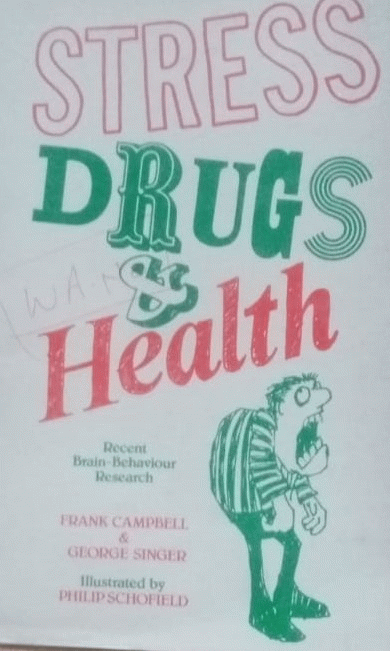 STRESS
DRUGS
&
Health
Recent
Brain-Behaviour
Research
FRANK CAMPBELL
&
GEORGE SINGER
Illustrated by
PHILIP SCHOFIELD